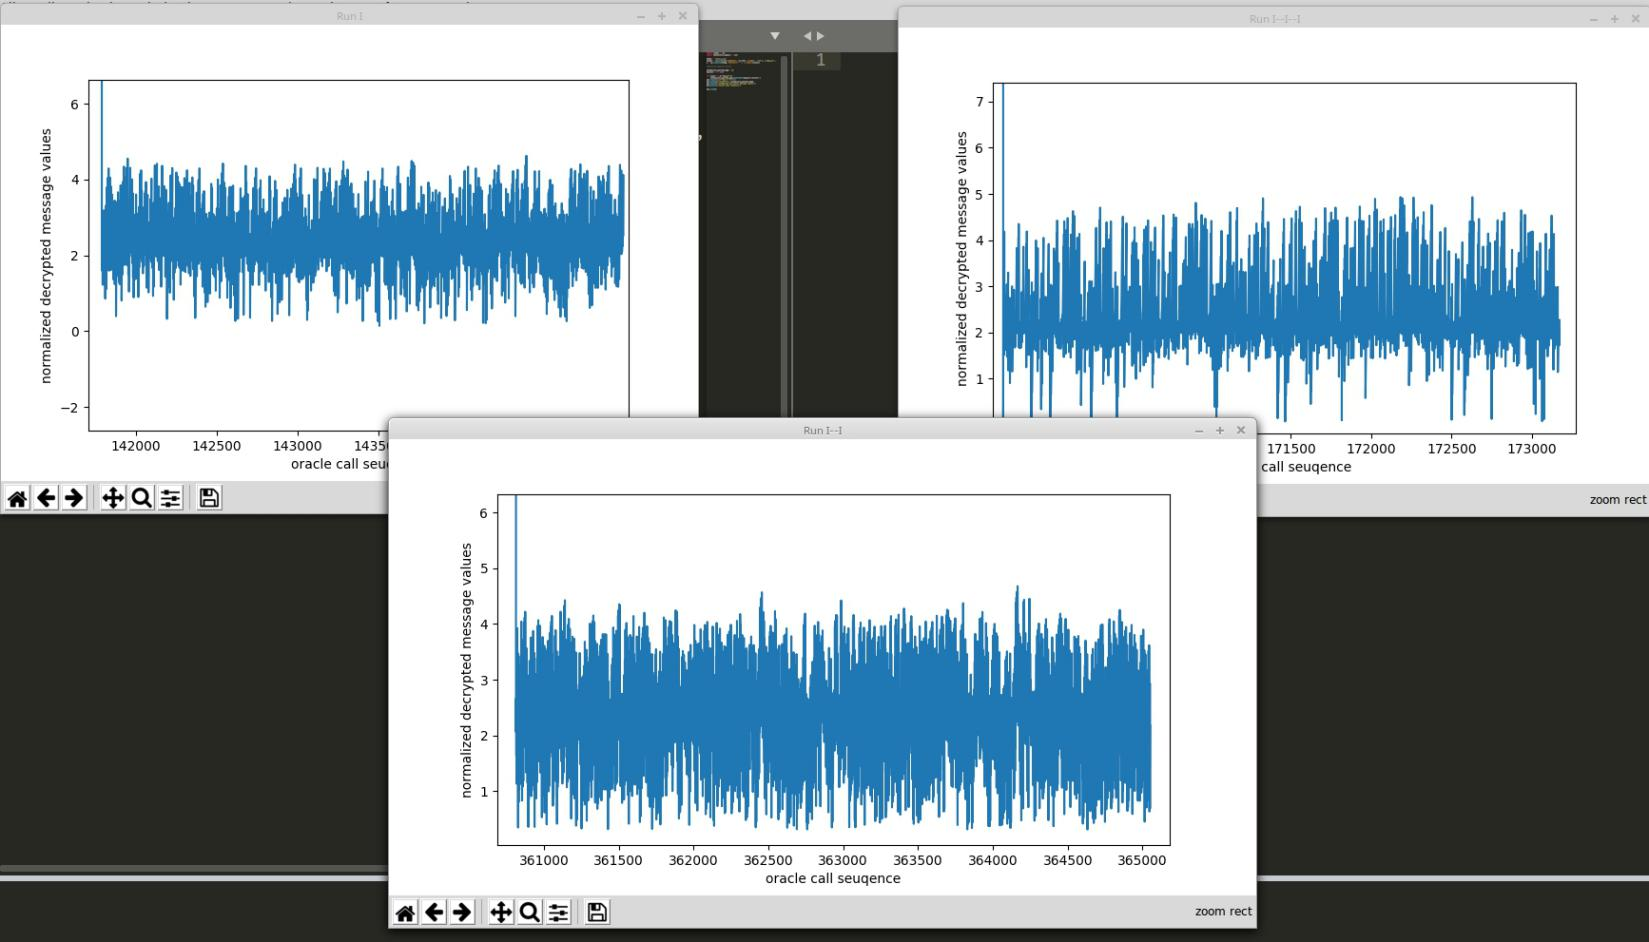 Run I
6
4
2
0
−2
normalized decrypted message values
142000 142500 143000 1435
oracle call seu
1
Run I--I--I
7
6
5
4
3
2
1
normalized decrypted message values
171500 172000 172500 173000
call seuqence
zoom rect
Run I--I
6
5
4
3
2
1
normalized decrypted message values
361000 361500 362000 362500 363000 363500 364000 364500 365000
oracle call seuqence
zoom rect